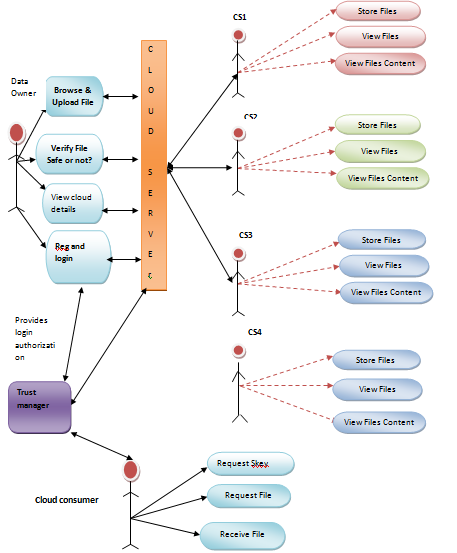 CS1
Store Files
View Files
View Files Content
Data
Owner
Browse &
Upload File
C
L
O
U
D
S
E
R
V
E
r
Verify File
Safe or not?
View cloud
details
Reg and
login
CS2
Store Files
View Files
View Files Content
CS3
Store Files
View Files
View Files Content
Provides
login
authorizati
on
CS4
Store Files
View Files
View Files Content
Trust
manager
Cloud consumer
Request Skey
Request File
Receive File